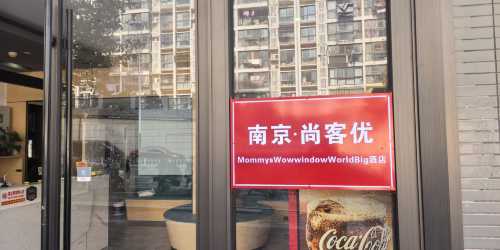 南京·尚客优
MommysWowwindowWorldBig酒店
Coca Cola